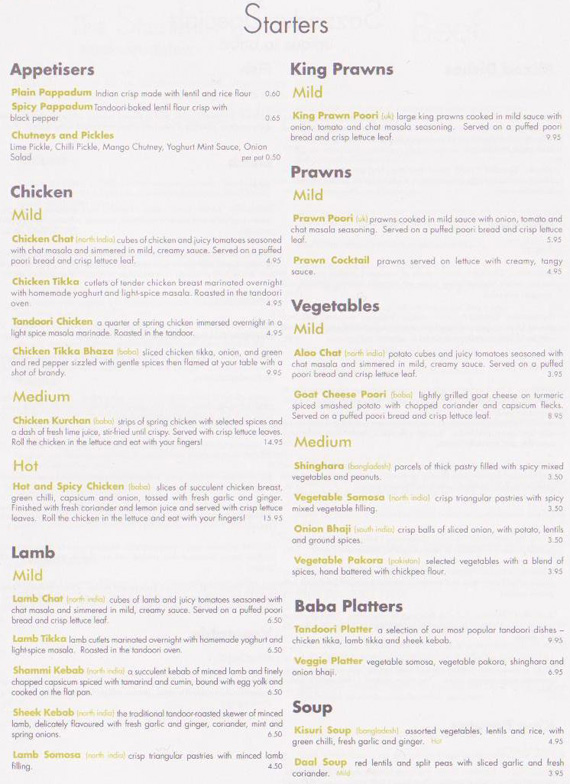 Starters
Appetisers
Plain Pappadum Indian crisp made with lentil and rice flour 0.60
Spicy Pappadum Tandoori-baked lentil flour crisp with
black pepper 0.65
Chutneys and Pickles
Lime Pickle, Chilli Pickle, Mango Chutney, Yoghurt Mint Sauce, Onion
Salad per pot 0.50
Chicken
Mild
Chicken Chat (north india) cubes of chicken and juicy tomatoes seasoned
with chat masala and simmered in mild, creamy sauce. Served on a puffed
poori bread and crisp lettuce leaf. 4.95
Chicken Tikka cutlets of tender chicken breast marinated overnight
with homemade yoghurt and light-spice masala. Roasted in the tandoori
oven. 4.95
Tandoori Chicken a quarter of spring chicken immersed overnight in a
light spice masala marinade. Roasted in the tandoor. 4.95
Chicken Tikka Bhaza (baba) sliced chicken tikka, onion, and green
and red pepper sizzled with gentle spices then flamed at your table with a
shot of brandy. 9.95
Medium
Chicken Kurchan (baba) strips of spring chicken with selected spices and
a dash of fresh lime juice, stir-fried until crispy. Served with crisp lettuce leaves.
Roll the chicken in the lettuce and eat with your fingers! 14.95
Hot
Hot and Spicy Chicken (baba) slices of succulent chicken breast,
green chilli, capsicum and onion, tossed with fresh garlic and ginger.
Finished with fresh coriander and lemon juice and served with crisp lettuce
leaves. Roll the chicken in the lettuce and eat with your fingers! 15.95
Lamb
Mild
Lamb Chat (north india) cubes of lamb and juicy tomatoes seasoned with
chat masala and simmered in mild, creamy sauce. Served on a puffed poori
bread and crisp lettuce leaf. 6.50
Lamb Tikka lamb cutlets marinated overnight with homemade yoghurt and
light-spice masala. Roasted in the tandoori oven. 6.50
Shammi Kebab (north india) a succulent kebab of minced lamb and finely
chopped capsicum spiced with tamarind and cumin, bound with egg yolk and
cooked on the flat pan. 6.50
Sheek Kebab (north india) the traditional tandoor-roasted skewer of minced
lamb, delicately flavoured with fresh garlic and ginger, coriander, mint and
spring onions. 6.50
Lamb Somosa (north india) crisp triangular pastries with minced lamb
filling. 4.50
King Prawns
Mild
King Prawn Poori (uk) large king prawns cooked in mild sauce with
onion, tomato and chat masala seasoning. Served on a puffed poori
bread and crisp lettuce leaf. 9.95
Prawns
Mild
Prawn Poori (uk) prawns cooked in mild sauce with onion, tomato and
chat masala seasoning. Served on a puffed poori bread and crisp lettuce
leaf. 5.95
Prawn Cocktail prawns served on lettuce with creamy, tangy
sauce. 4.95
Vegetables
Mild
Aloo Chat (north india) potato cubes and juicy tomatoes seasoned with
chat masala and simmered in mild, creamy sauce. Served on a puffed
poori bread and crisp lettuce leaf. 3.95
Goat Cheese Poori (baba) lightly grilled goat cheese on turmeric
spiced smashed potato with chopped coriander and capsicum flecks.
Served on a puffed poori bread and crisp lettuce leaf. 8.95
Medium
Shinghara (bangladesh) parcels of thick pastry filled with spicy mixed
vegetables and peanuts. 3.50
Vegetable Somosa (north india) crisp triangular pastries with spicy
mixed vegetable filling. 3.50
Onion Bhaji (south india) crisp balls of sliced onion, with potato, lentils
and ground spices. 3.50
Vegetable Pakora (pakistan) selected vegetables with a blend of
spices, hand battered with chickpea flour. 3.95
Baba Platters
Tandoori Platter a selection of our most popular tandoori dishes –
chicken tikka, lamb tikka and sheek kebab. 9.95
Veggie Platter vegetable somosa, vegetable pakora, shinghara and
onion bhaji. 6.95
Soup
Kisuri Soup (bangladesh) assorted vegetables, lentils and rice, with
green chilli, fresh garlic and ginger. Hot 4.95
Daal Soup red lentils and split peas with sliced garlic and fresh
coriander. Mild 3.95